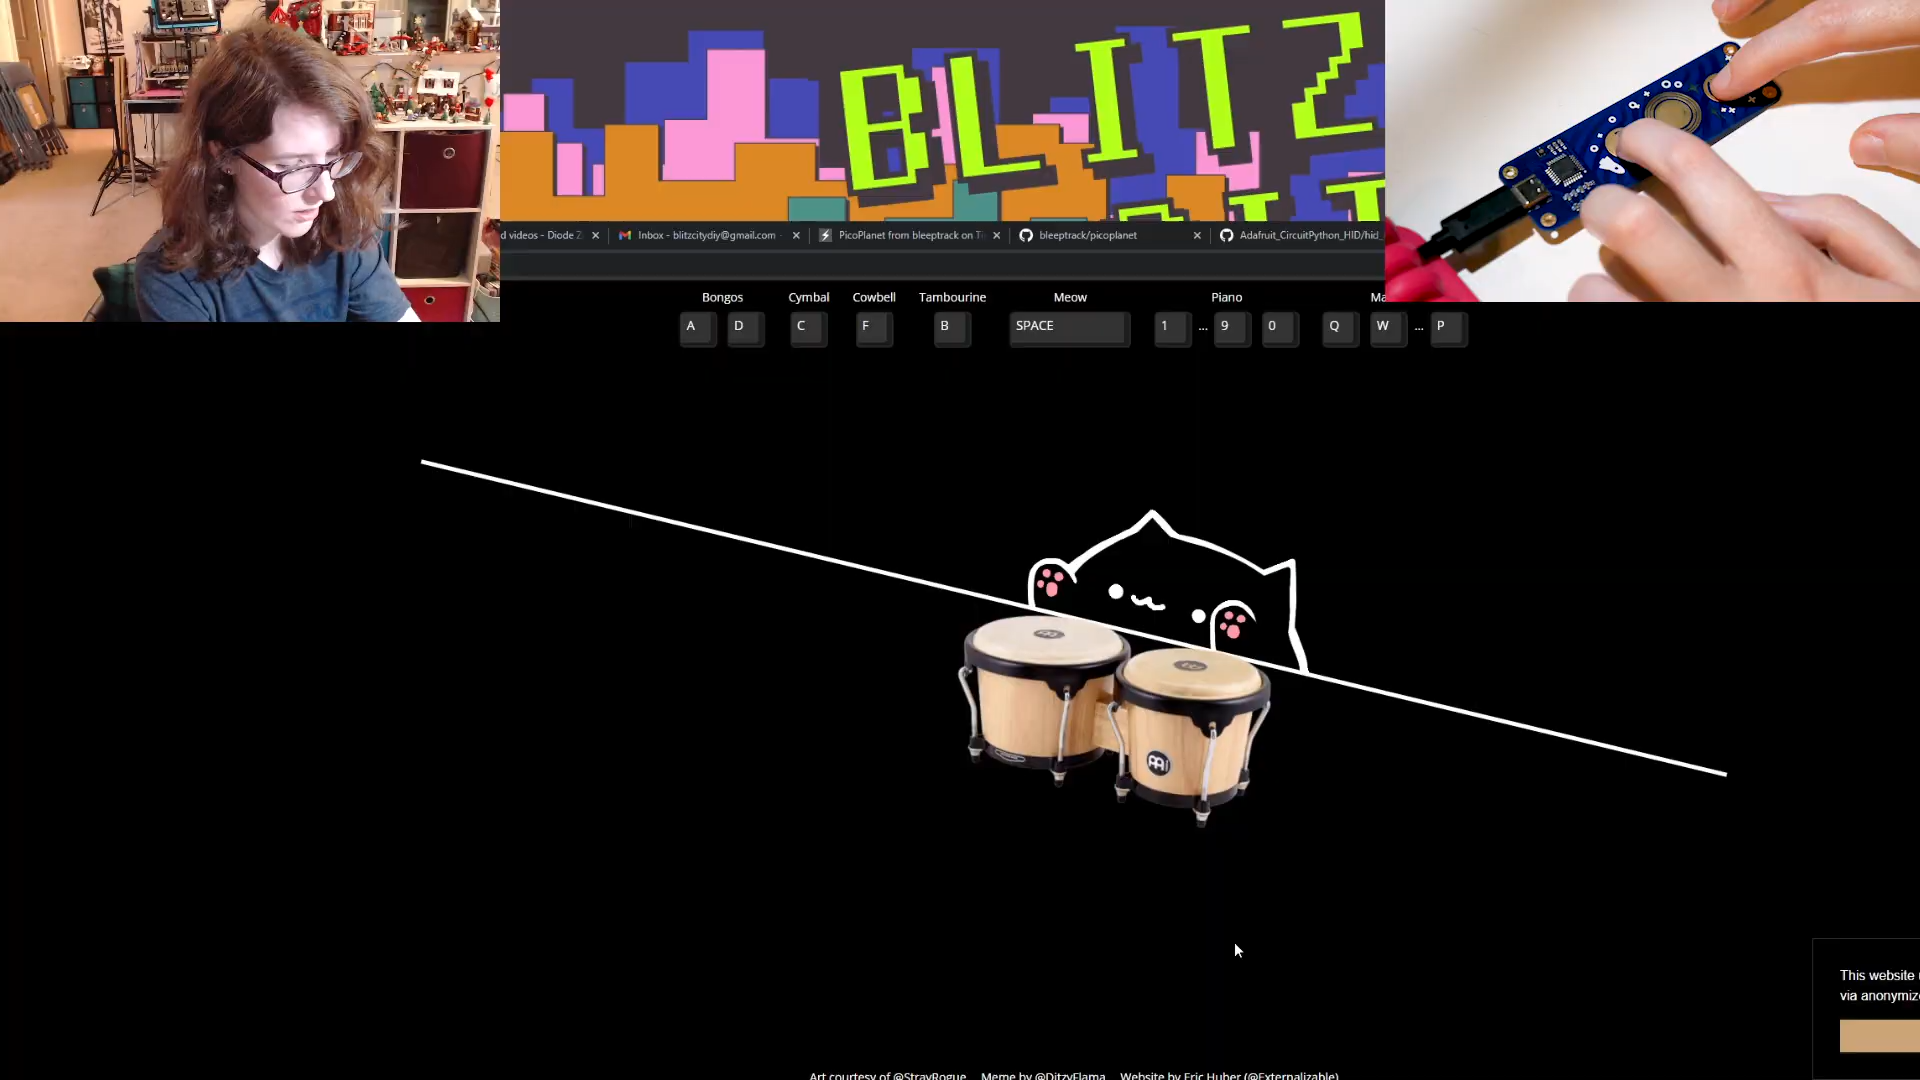 BLITZ
d videos - Diode Z
Inbox - blitzcitydiy@gmail.com
PicoPlanet from bleeptrack on Ti
bleeptrack/picoplanet
Adafruit_CircuitPython_HID/hid_
Bongos
Cymbal
Cowbell
Tambourine
Meow
Piano
Ma
A D C F B SPACE 1 ... 9 0 Q W ... P
This website
via anonymiz
Art courtesy of @StrayRogue Meme by @DitzyFlama Website by Eric Huber (@Externalizable)